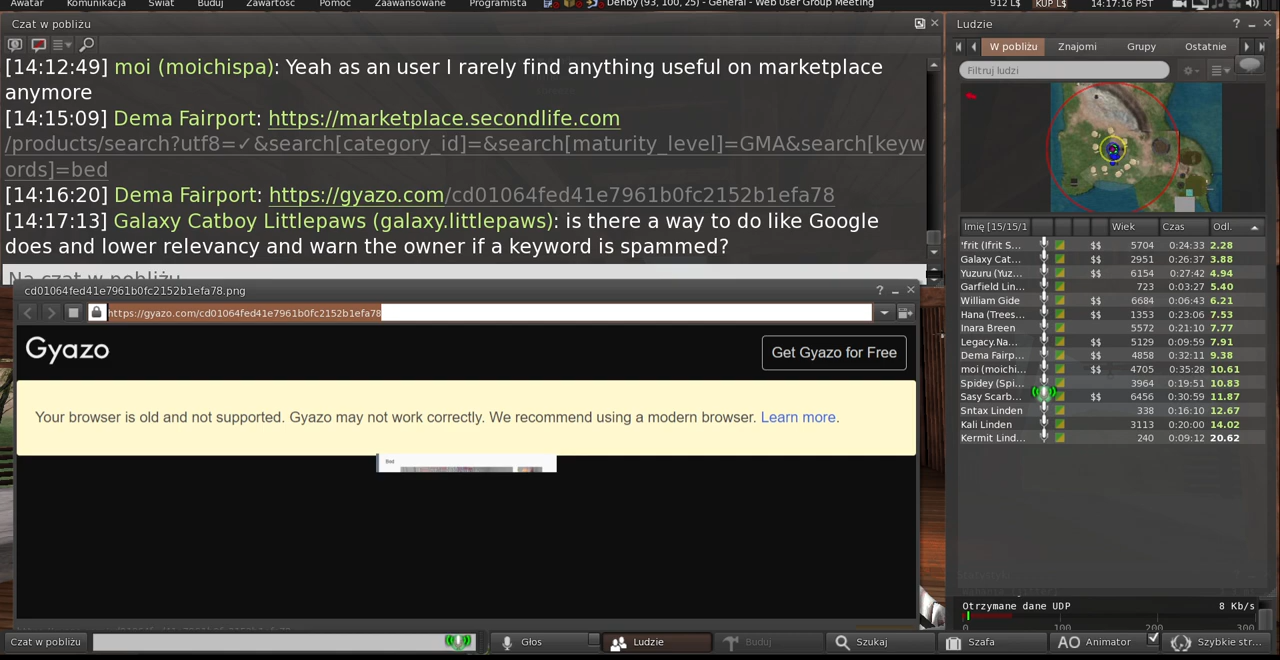 Awatar Komunikacja Świat Buduj Zawartość Pomoc Zaawansowane Programista Denby (93, 100, 25) - General - Web User Group Meeting 912 L$ KUP L$ 14:17:16 PST
Czat w pobliżu
[14:12:49] moi (moichispa): Yeah as an user I rarely find anything useful on marketplace
anymore
[14:15:09] Dema Fairport: https://marketplace.secondlife.com
/products/search?utf8=✓&search[category_id]=&search[maturity_level]=GMA&search[keyw
ords]=bed
[14:16:20] Dema Fairport: https://gyazo.com/cd01064fed41e7961b0fc2152b1efa78
[14:17:13] Galaxy Catboy Littlepaws (galaxy.littlepaws): is there a way to do like Google
does and lower relevancy and warn the owner if a keyword is spammed?
Na czat w pobliżu
cd01064fed41e7961b0fc2152b1efa78.png ?
https://gyazo.com/cd01064fed41e7961b0fc2152b1efa78
Gyazo
Get Gyazo for Free
Your browser is old and not supported. Gyazo may not work correctly. We recommend using a modern browser. Learn more.
Bed
Ludzie ?
W pobliżu Znajomi Grupy Ostatnie
Filtruj ludzi
Imię [15/15/1 Wiek Czas Odl.
'frit (Ifrit S... $$ 5704 0:24:33 2.28
Galaxy Cat... $$ 2951 0:26:37 3.88
Yuzuru (Yuz... $$ 6154 0:27:42 4.94
Garfield Lin... 723 0:03:27 5.40
William Gide $$ 6684 0:06:43 6.21
Hana (Trees... $$ 1353 0:23:06 7.53
Inara Breen 5572 0:21:10 7.77
Legacy.Na... $$ 5129 0:09:59 7.91
Dema Fairp... $$ 4858 0:32:11 9.38
moi (moichi... $$ 4705 0:35:28 10.61
Spidey (Spi... 3964 0:19:51 10.83
Sasy Scarb... $$ 6456 0:30:59 11.87
Sntax Linden 338 0:16:10 12.67
Kali Linden 3113 0:20:00 14.02
Kermit Lind... 240 0:09:12 20.62
Otrzymane dane UDP 8 Kb/s
0 100 200 300
Czat w pobliżu Głos Ludzie Buduj Szukaj Szafa AO Animator Szybkie str...